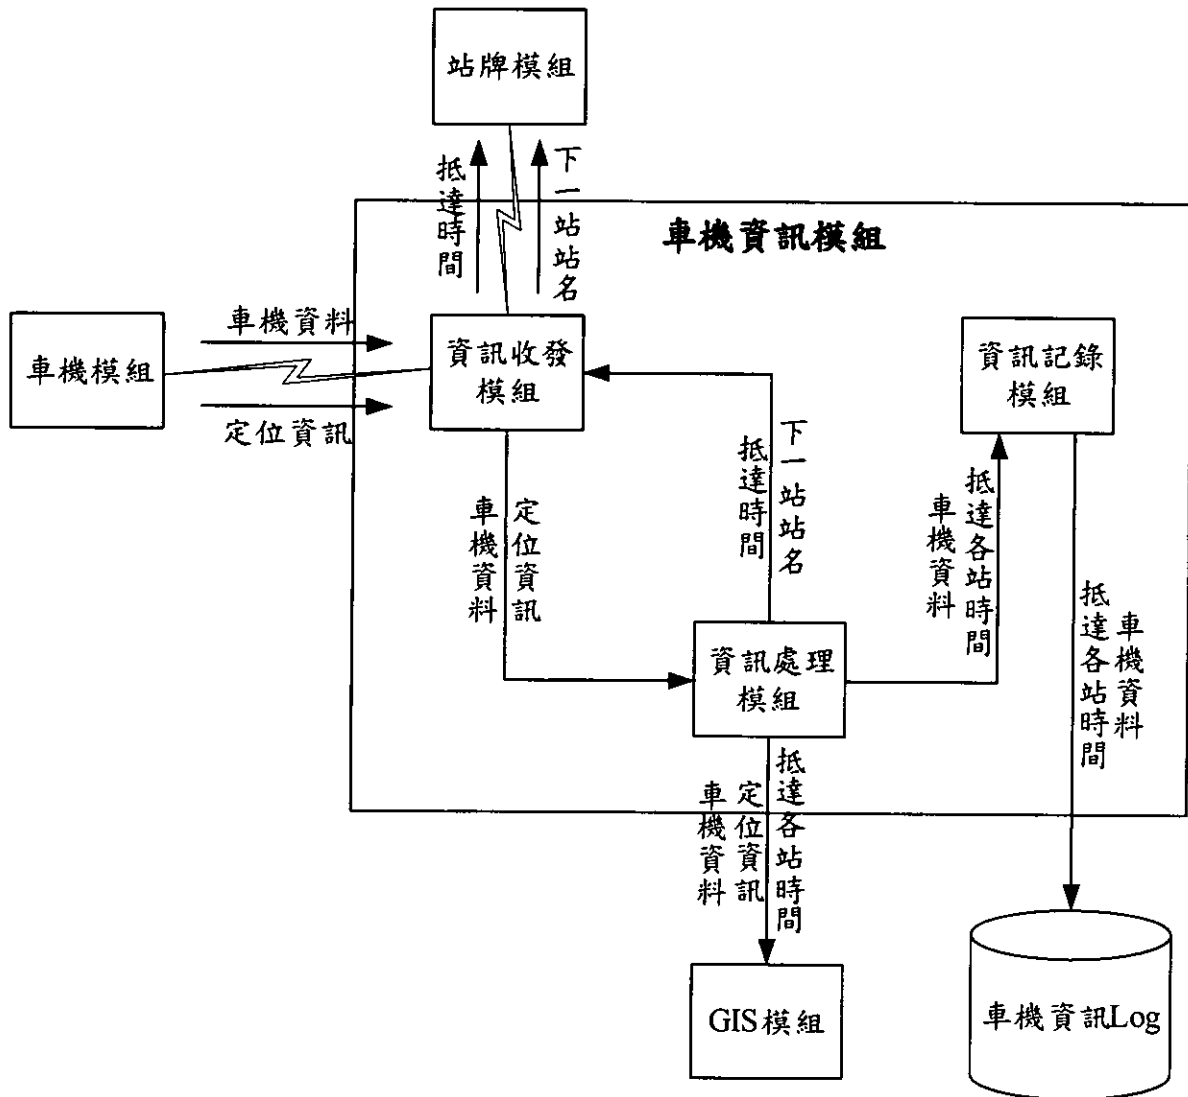 站牌模組
抵達時間
下一站站名
車機資訊模組
車機模組
車機資料
定位資訊
資訊收發
模組
資訊記錄
模組
車機資料
定位資訊
抵達時間
下一站站名
車機資料
抵達各站時間
抵達各站時間
車機資料
資訊處理
模組
車機資料
定位資訊
抵達各站時間
GIS模組
車機資訊Log